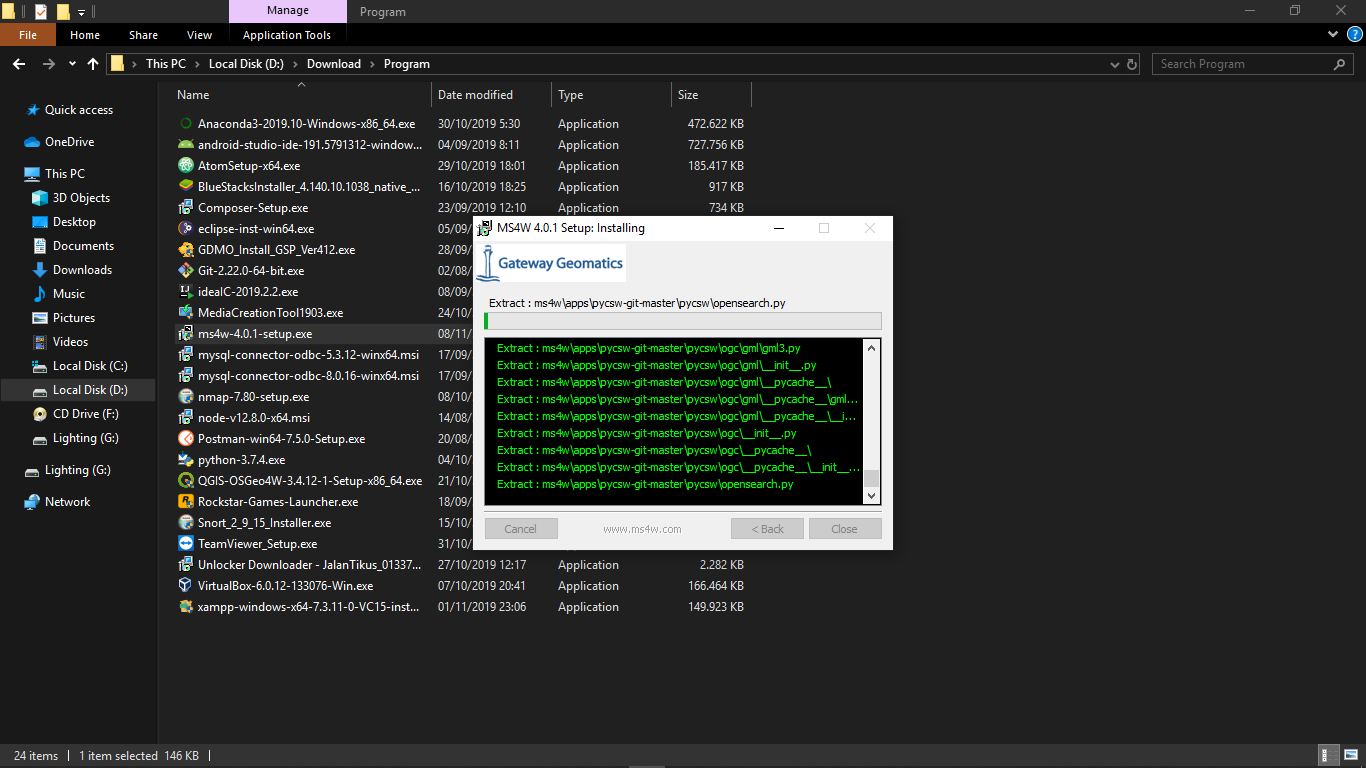 Manage
Program
File
Home
Share
View
Application Tools
This PC
Local Disk (D:)
Download
Program
Search Program
Name
Date modified
Type
Size
Quick access
OneDrive
This PC
3D Objects
Desktop
Documents
Downloads
Music
Pictures
Videos
Local Disk (C:)
Local Disk (D:)
CD Drive (F:)
Lighting (G:)
Lighting (G:)
Network
Anaconda3-2019.10-Windows-x86_64.exe 30/10/2019 5:30 Application 472.622 KB
android-studio-ide-191.5791312-window... 04/09/2019 8:11 Application 727.756 KB
AtomSetup-x64.exe 29/10/2019 18:01 Application 185.417 KB
BlueStacksInstaller_4.140.10.1038_native_... 16/10/2019 18:25 Application 917 KB
Composer-Setup.exe 23/09/2019 12:10 Application 734 KB
eclipse-inst-win64.exe 05/09
GDMO_Install_GSP_Ver412.exe 28/09
Git-2.22.0-64-bit.exe 02/08
ideaIC-2019.2.2.exe 08/09
MediaCreationTool1903.exe 24/10
ms4w-4.0.1-setup.exe 08/11
mysql-connector-odbc-5.3.12-winx64.msi 17/09
mysql-connector-odbc-8.0.16-winx64.msi 17/09
nmap-7.80-setup.exe 08/10
node-v12.8.0-x64.msi 14/08
Postman-win64-7.5.0-Setup.exe 20/08
python-3.7.4.exe 04/10
QGIS-OSGeo4W-3.4.12-1-Setup-x86_64.exe 21/10
Rockstar-Games-Launcher.exe 18/09
Snort_2_9_15_Installer.exe 15/10
TeamViewer_Setup.exe 31/10
Unlocker Downloader - JalanTikus_01337... 27/10/2019 12:17 Application 2.282 KB
VirtualBox-6.0.12-133076-Win.exe 07/10/2019 20:41 Application 166.464 KB
xampp-windows-x64-7.3.11-0-VC15-inst... 01/11/2019 23:06 Application 149.923 KB
MS4W 4.0.1 Setup: Installing
Gateway Geomatics
Extract : ms4w\apps\pycsw-git-master\pycsw\opensearch.py
Extract : ms4w\apps\pycsw-git-master\pycsw\ogc\gml\gml3.py
Extract : ms4w\apps\pycsw-git-master\pycsw\ogc\gml\__init__.py
Extract : ms4w\apps\pycsw-git-master\pycsw\ogc\gml\__pycache__\
Extract : ms4w\apps\pycsw-git-master\pycsw\ogc\gml\__pycache__\gml...
Extract : ms4w\apps\pycsw-git-master\pycsw\ogc\gml\__pycache__\__i...
Extract : ms4w\apps\pycsw-git-master\pycsw\ogc\__init__.py
Extract : ms4w\apps\pycsw-git-master\pycsw\ogc\__pycache__\
Extract : ms4w\apps\pycsw-git-master\pycsw\ogc\__pycache__\__init__...
Extract : ms4w\apps\pycsw-git-master\pycsw\opensearch.py
Cancel
www.ms4w.com
< Back
Close
24 items
1 item selected 146 KB